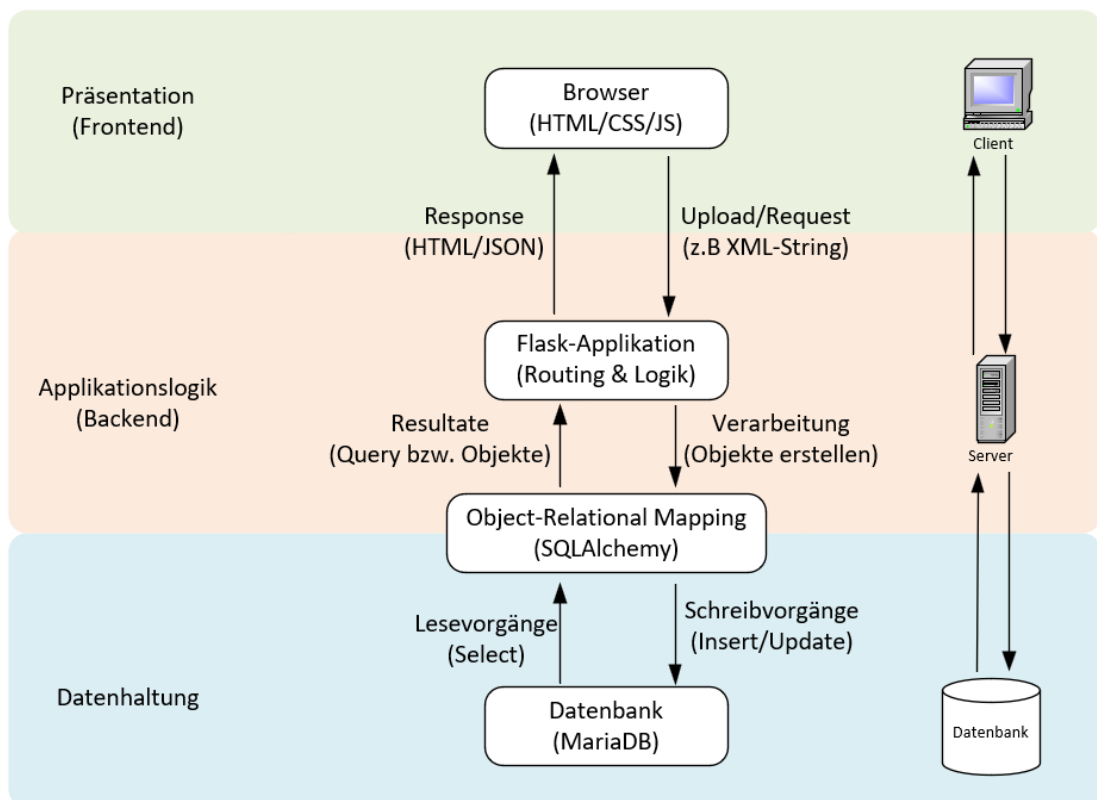 Präsentation
(Frontend)
Browser
(HTML/CSS/JS)
Client
Response
(HTML/JSON)
Upload/Request
(z.B XML-String)
Applikationslogik
(Backend)
Flask-Applikation
(Routing & Logik)
Server
Resultate
(Query bzw. Objekte)
Verarbeitung
(Objekte erstellen)
Object-Relational Mapping
(SQLAlchemy)
Lesevorgänge
(Select)
Schreibvorgänge
(Insert/Update)
Datenhaltung
Datenbank
(MariaDB)
Datenbank